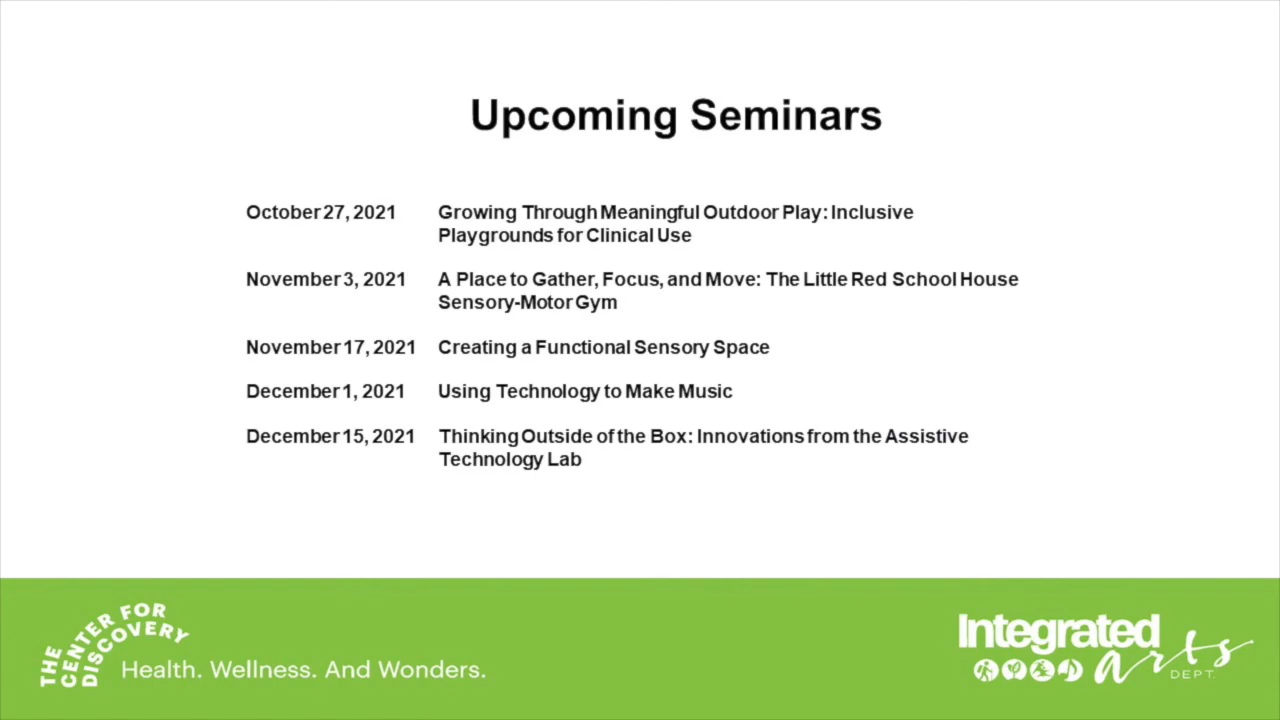 Upcoming Seminars
October 27, 2021 Growing Through Meaningful Outdoor Play: Inclusive
Playgrounds for Clinical Use
November 3, 2021 A Place to Gather, Focus, and Move: The Little Red School House
Sensory-Motor Gym
November 17, 2021 Creating a Functional Sensory Space
December 1, 2021 Using Technology to Make Music
December 15, 2021 Thinking Outside of the Box: Innovations from the Assistive
Technology Lab
THE
CENTER FOR
DISCOVERY
Health. Wellness. And Wonders.
Integrated
arts
DEPT.